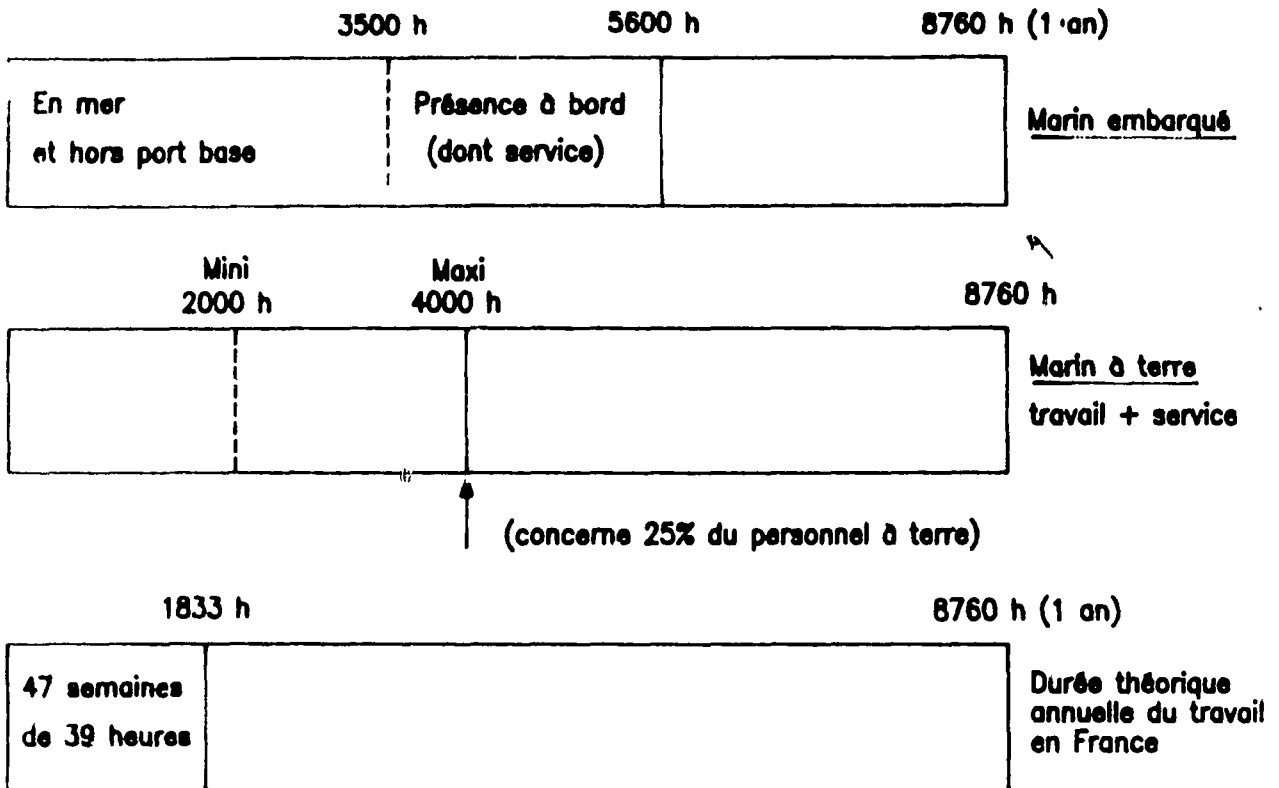 3500 h 5600 h 8760 h (1 an)
En mer
et hors port base
Présence à bord
(dont service)
Marin embarqué
Mini
2000 h
Maxi
4000 h
8760 h
Marin à terre
travail + service
(concerne 25% du personnel à terre)
1833 h 8760 h (1 an)
47 semaines
de 39 heures
Durée théorique
annuelle du travail
en France